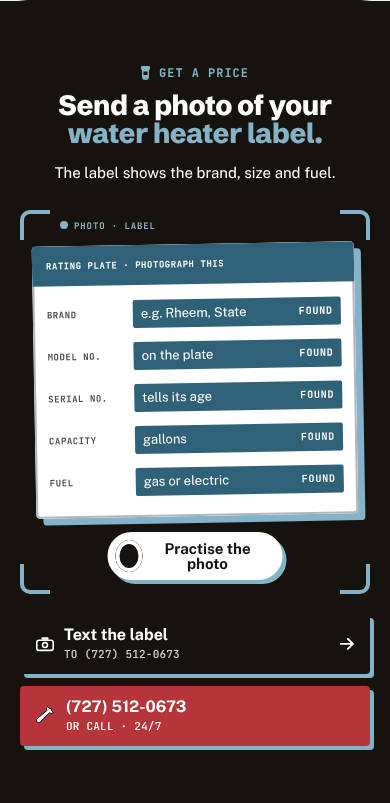 GET A PRICE
Send a photo of your
water heater label.
The label shows the brand, size and fuel.
PHOTO · LABEL
RATING PLATE · PHOTOGRAPH THIS
BRAND e.g. Rheem, State FOUND
MODEL NO. on the plate FOUND
SERIAL NO. tells its age FOUND
CAPACITY gallons FOUND
FUEL gas or electric FOUND
Practise the
photo
Text the label
TO (727) 512-0673
(727) 512-0673
OR CALL · 24/7